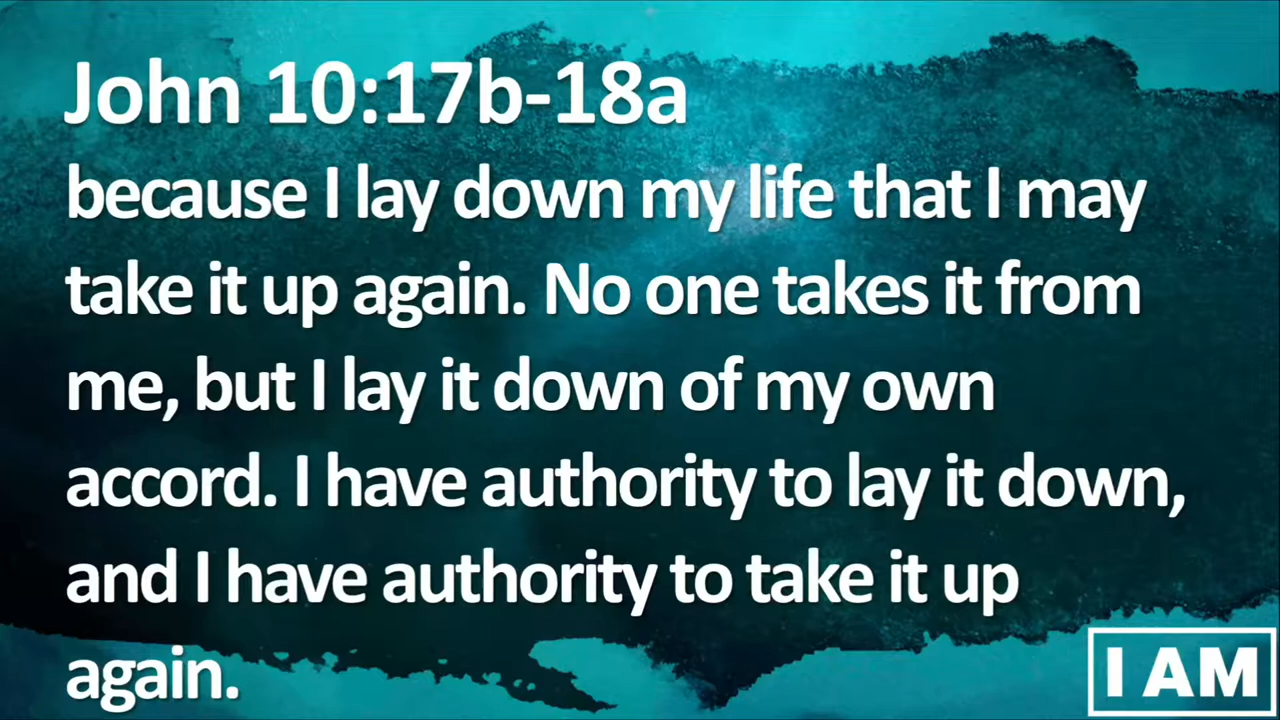 John 10:17b-18a
because I lay down my life that I may
take it up again. No one takes it from
me, but I lay it down of my own
accord. I have authority to lay it down,
and I have authority to take it up
again.
I AM